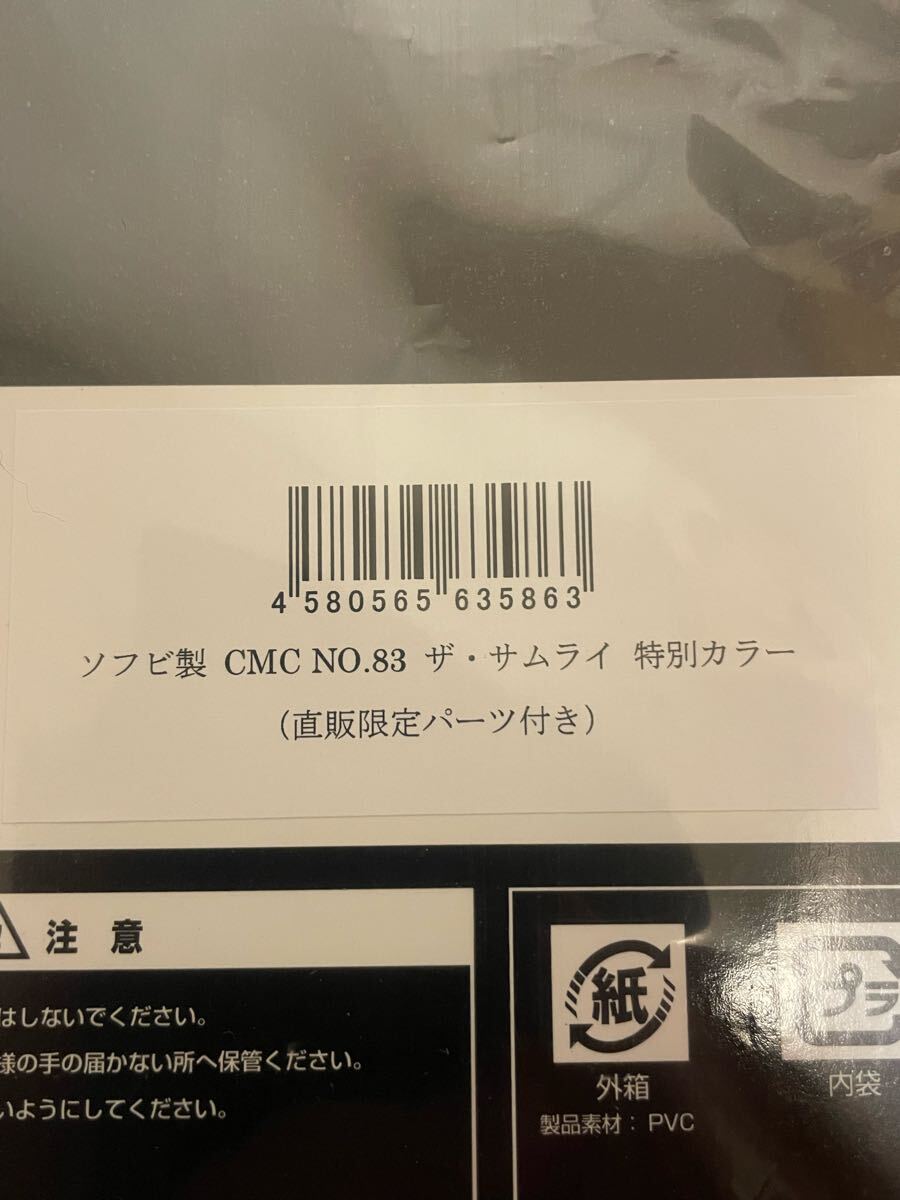 4 580565 635863
ソフビ製 CMC NO.83 ザ・サムライ 特別カラー
(直販限定パーツ付き)
注 意
はしないでください。
様の手の届かない所へ保管ください。
いようにしてください。
紙
外箱
製品素材： PVC
プラ
内袋